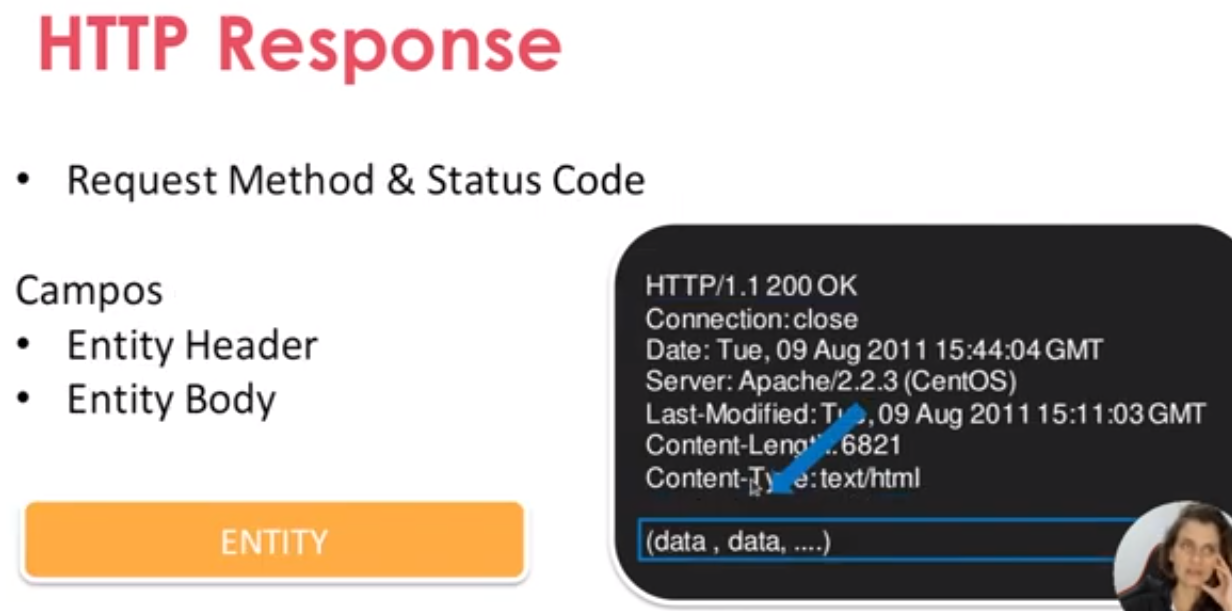 HTTP Response
• Request Method & Status Code
Campos
• Entity Header
• Entity Body
ENTITY
HTTP/1.1 200 OK
Connection: close
Date: Tue, 09 Aug 2011 15:44:04 GMT
Server: Apache/2.2.3 (CentOS)
Last-Modified: Tue, 09 Aug 2011 15:11:03 GMT
Content-Length: 6821
Content-Type: text/html
(data , data, ....)